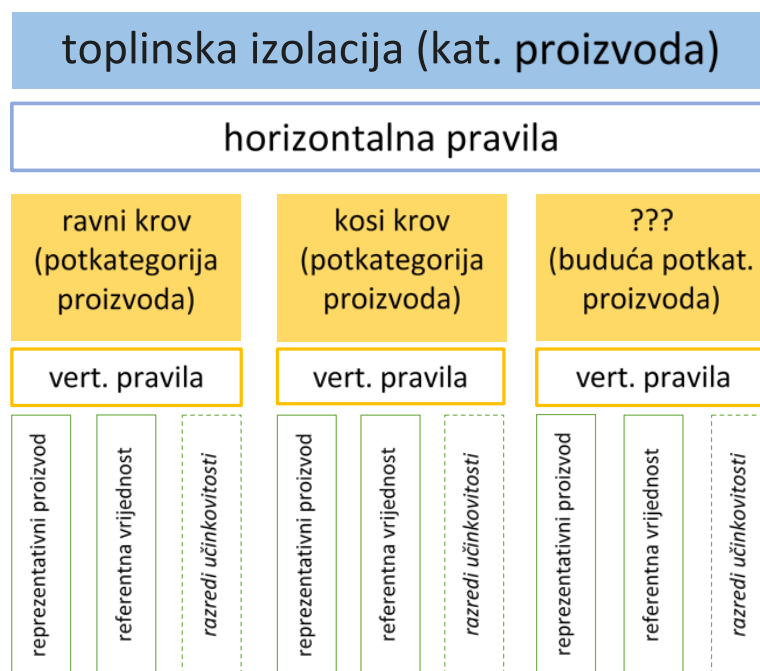 toplinska izolacija (kat. proizvoda)
horizontalna pravila
ravni krov
(potkategorija
proizvoda)
kosi krov
(potkategorija
proizvoda)
???
(buduća potkat.
proizvoda)
vert. pravila
vert. pravila
vert. pravila
reprezentativni proizvod
referentna vrijednost
razredi učinkovitosti
reprezentativni proizvod
referentna vrijednost
razredi učinkovitosti
reprezentativni proizvod
referentna vrijednost
razredi učinkovitosti